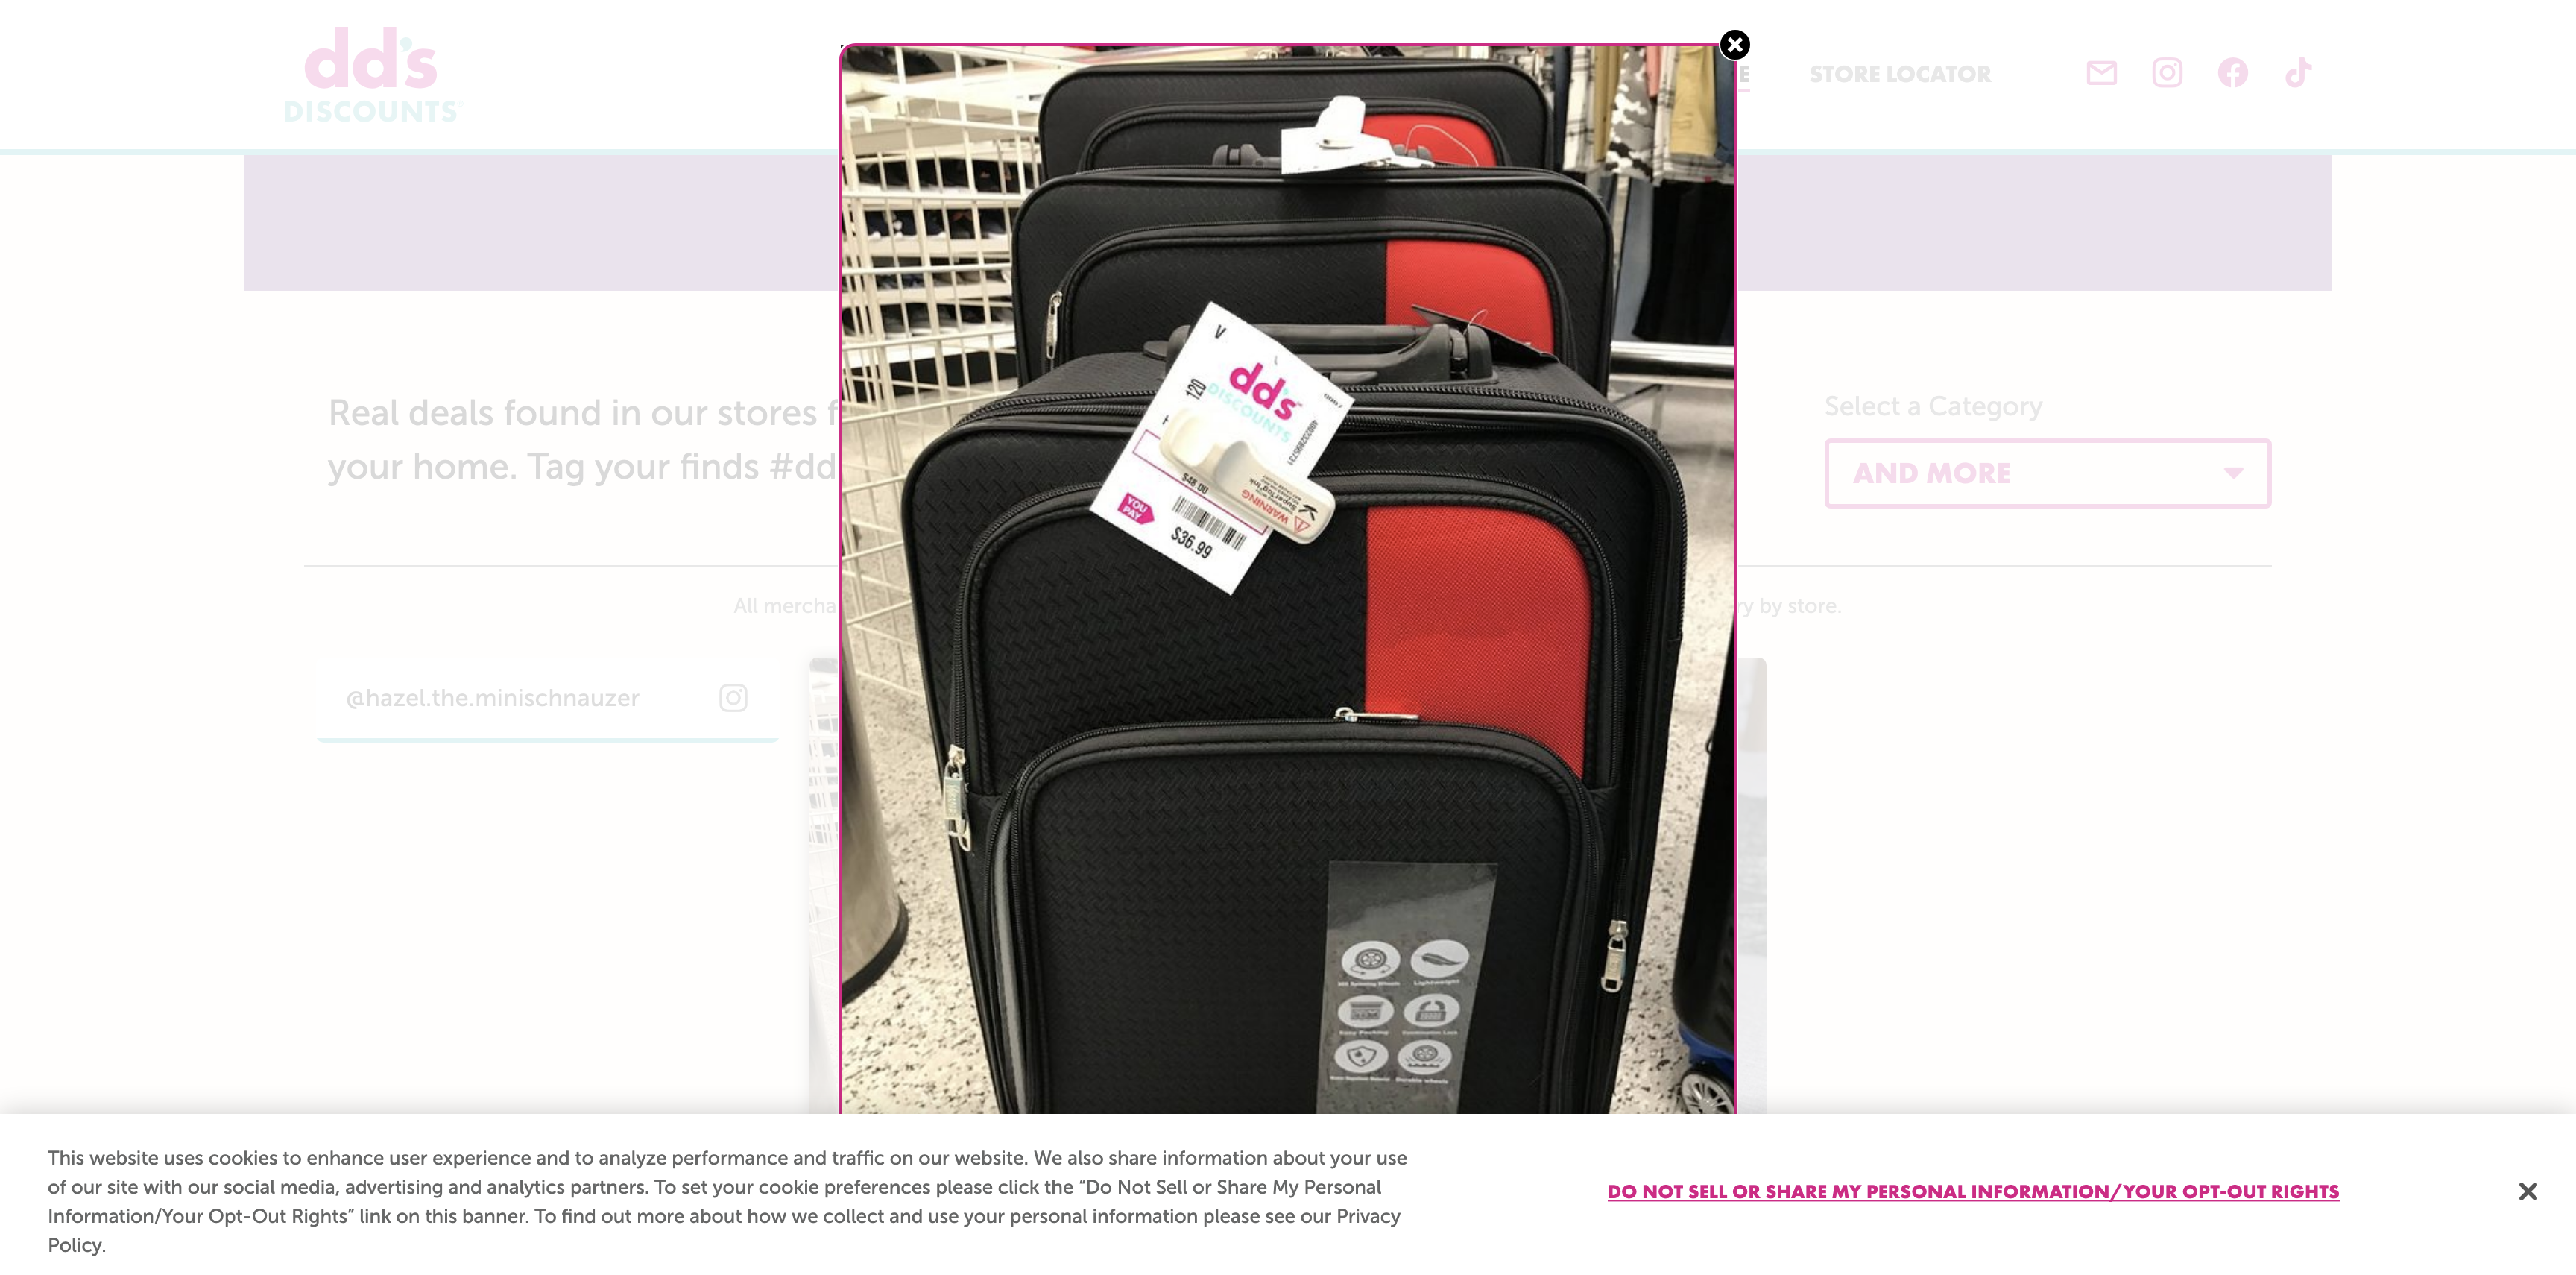 dd's
DISCOUNTS
STORE LOCATOR
Real deals found in our stores
your home. Tag your finds #dd
Select a Category
AND MORE
All mercha
ry by store.
@hazel.the.minischnauzer
V
120
dd's
DISCOUNTS
$48.00
WARNING
YOU
PAY
$36.99
Lightweight
This website uses cookies to enhance user experience and to analyze performance and traffic on our website. We also share information about your use
of our site with our social media, advertising and analytics partners. To set your cookie preferences please click the “Do Not Sell or Share My Personal
Information/Your Opt-Out Rights” link on this banner. To find out more about how we collect and use your personal information please see our Privacy
Policy.
DO NOT SELL OR SHARE MY PERSONAL INFORMATION/YOUR OPT-OUT RIGHTS